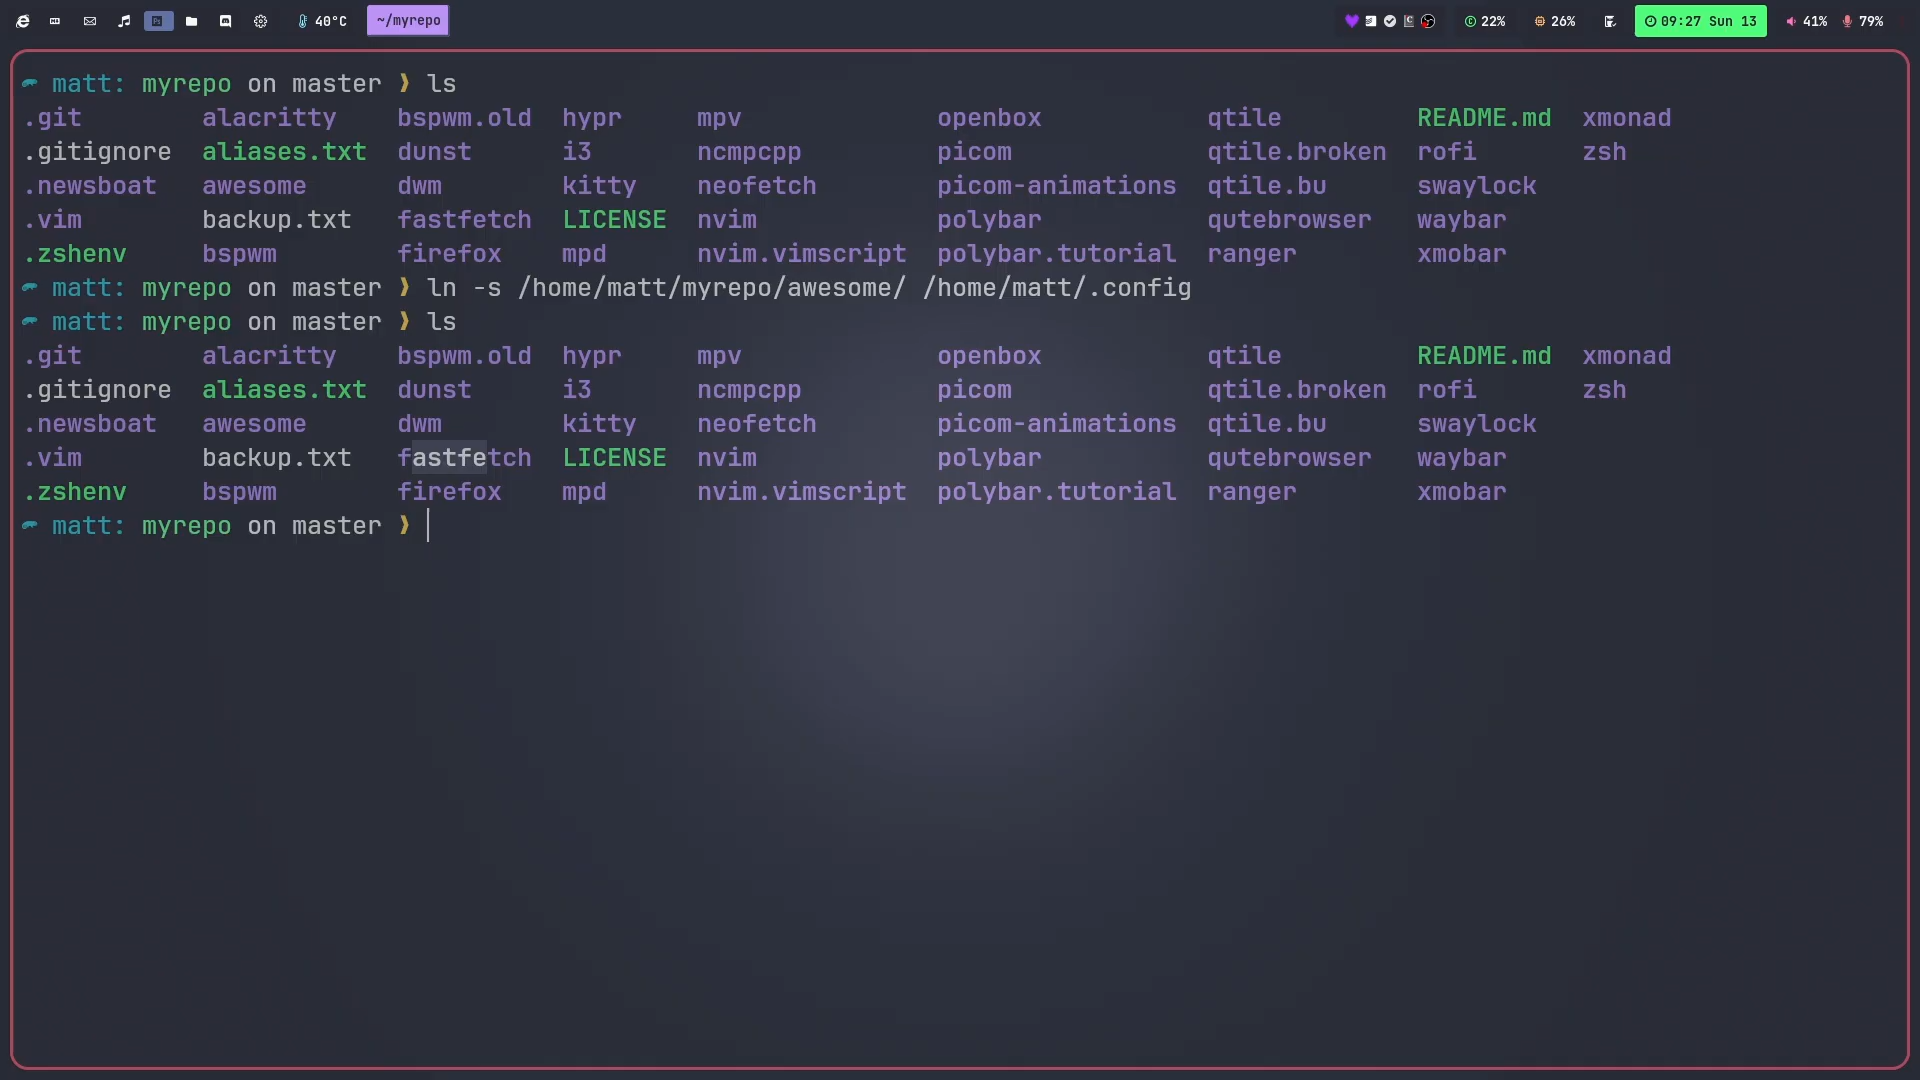 40°C ~/myrepo 22% 26% 09:27 Sun 13 41% 79%
matt: myrepo on master ❱ ls
.git alacritty bspwm.old hypr mpv openbox qtile README.md xmonad
.gitignore aliases.txt dunst i3 ncmpcpp picom qtile.broken rofi zsh
.newsboat awesome dwm kitty neofetch picom-animations qtile.bu swaylock
.vim backup.txt fastfetch LICENSE nvim polybar qutebrowser waybar
.zshenv bspwm firefox mpd nvim.vimscript polybar.tutorial ranger xmobar
matt: myrepo on master ❱ ln -s /home/matt/myrepo/awesome/ /home/matt/.config
matt: myrepo on master ❱ ls
.git alacritty bspwm.old hypr mpv openbox qtile README.md xmonad
.gitignore aliases.txt dunst i3 ncmpcpp picom qtile.broken rofi zsh
.newsboat awesome dwm kitty neofetch picom-animations qtile.bu swaylock
.vim backup.txt fastfetch LICENSE nvim polybar qutebrowser waybar
.zshenv bspwm firefox mpd nvim.vimscript polybar.tutorial ranger xmobar
matt: myrepo on master ❱